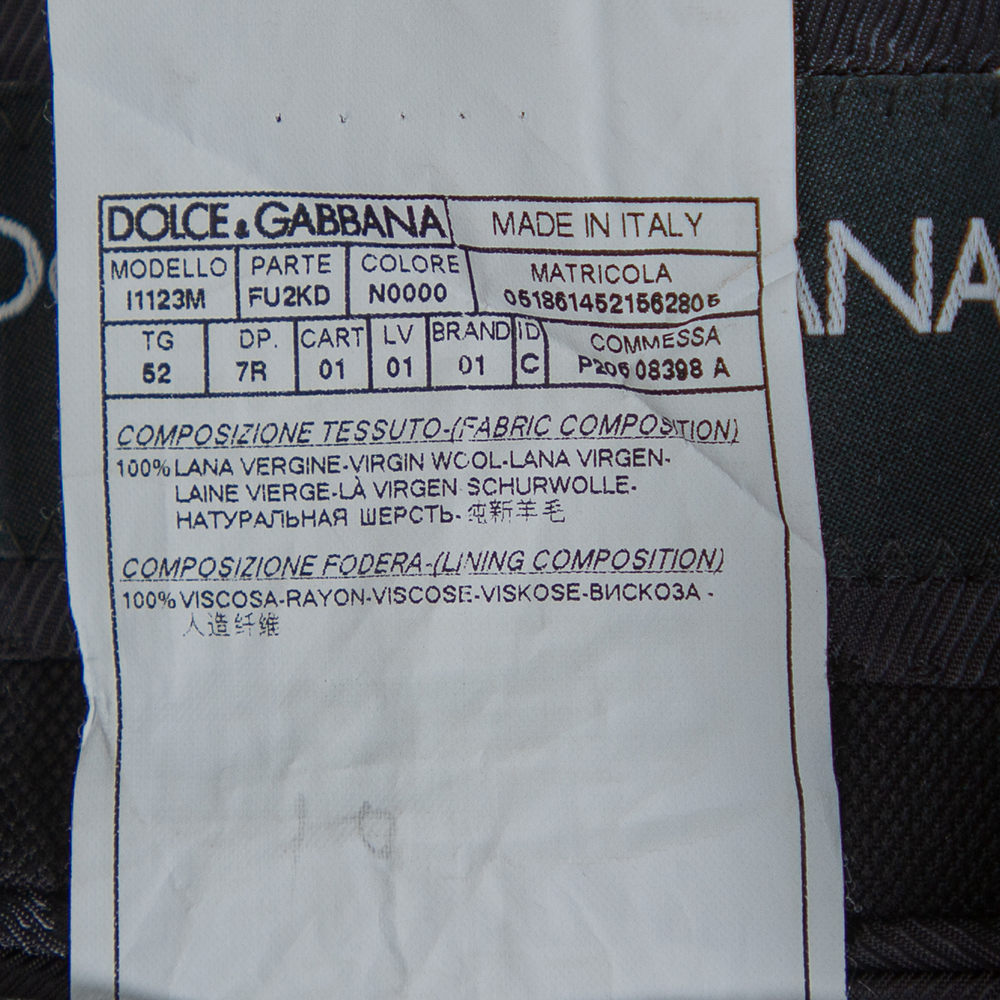 DOLCE & GABBANA MADE IN ITALY
MODELLO PARTE COLORE MATRICOLA
I1123M FU2KD N0000 0518614521562805
TG DP. CART LV BRAND ID COMMESSA
52 7R 01 01 01 C P20608398 A
COMPOSIZIONE TESSUTO-(FABRIC COMPOSITION)
100% LANA VERGINE-VIRGIN WOOL-LANA VIRGEN-
LAINE VIERGE-LÀ VIRGEN SCHURWOLLE-
НАТУРАЛЬНАЯ ШЕРСТЬ-纯新羊毛
COMPOSIZIONE FODERA-(LINING COMPOSITION)
100% VISCOSA-RAYON-VISCOSE-VISKOSE-ВИСКОЗА -
人造纤维